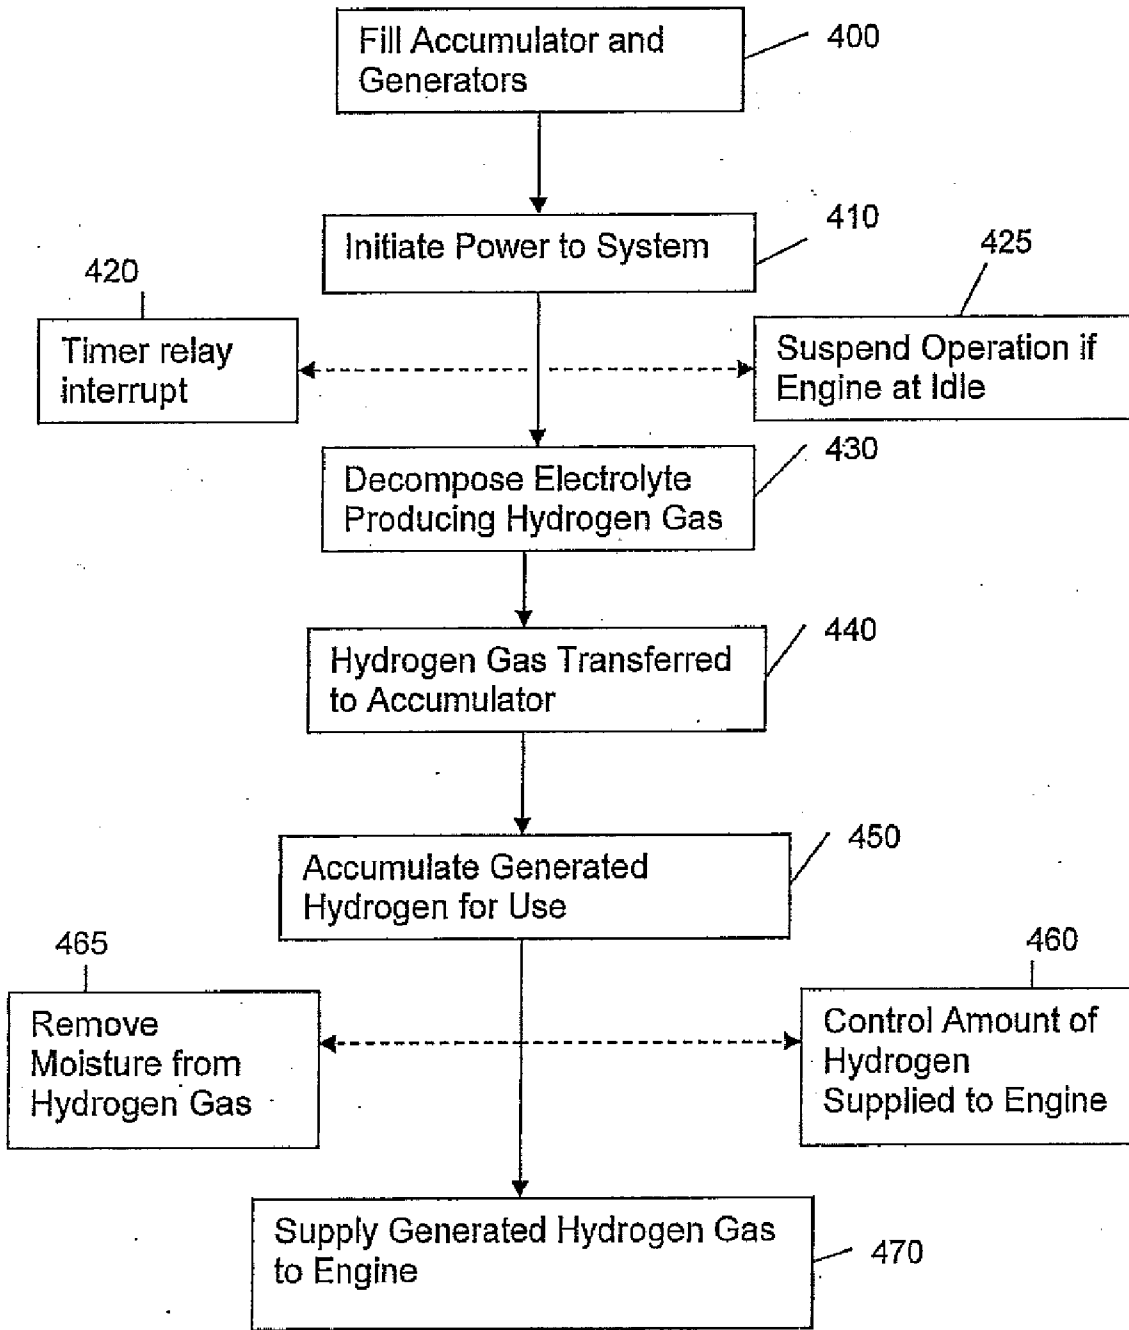 Fill Accumulator and
Generators
400
Initiate Power to System
410
420
425
Timer relay
interrupt
Suspend Operation if
Engine at Idle
Decompose Electrolyte
Producing Hydrogen Gas
430
Hydrogen Gas Transferred
to Accumulator
440
Accumulate Generated
Hydrogen for Use
450
465
460
Remove
Moisture from
Hydrogen Gas
Control Amount of
Hydrogen
Supplied to Engine
Supply Generated Hydrogen Gas
to Engine
470